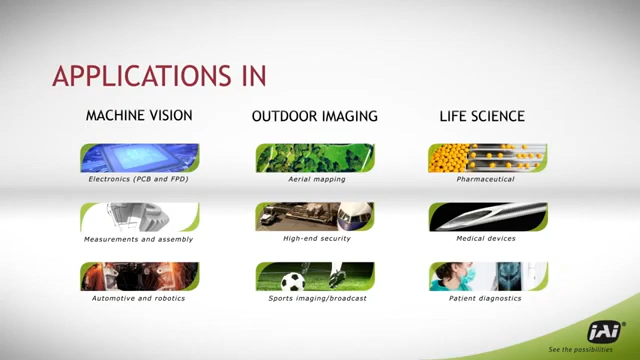 APPLICATIONS IN
MACHINE VISION
Electronics (PCB and FPD)
Measurements and assembly
Automotive and robotics
OUTDOOR IMAGING
Aerial mapping
High-end security
Sports imaging/broadcast
LIFE SCIENCE
Pharmaceutical
Medical devices
Patient diagnostics
JAi®
See the possibilities